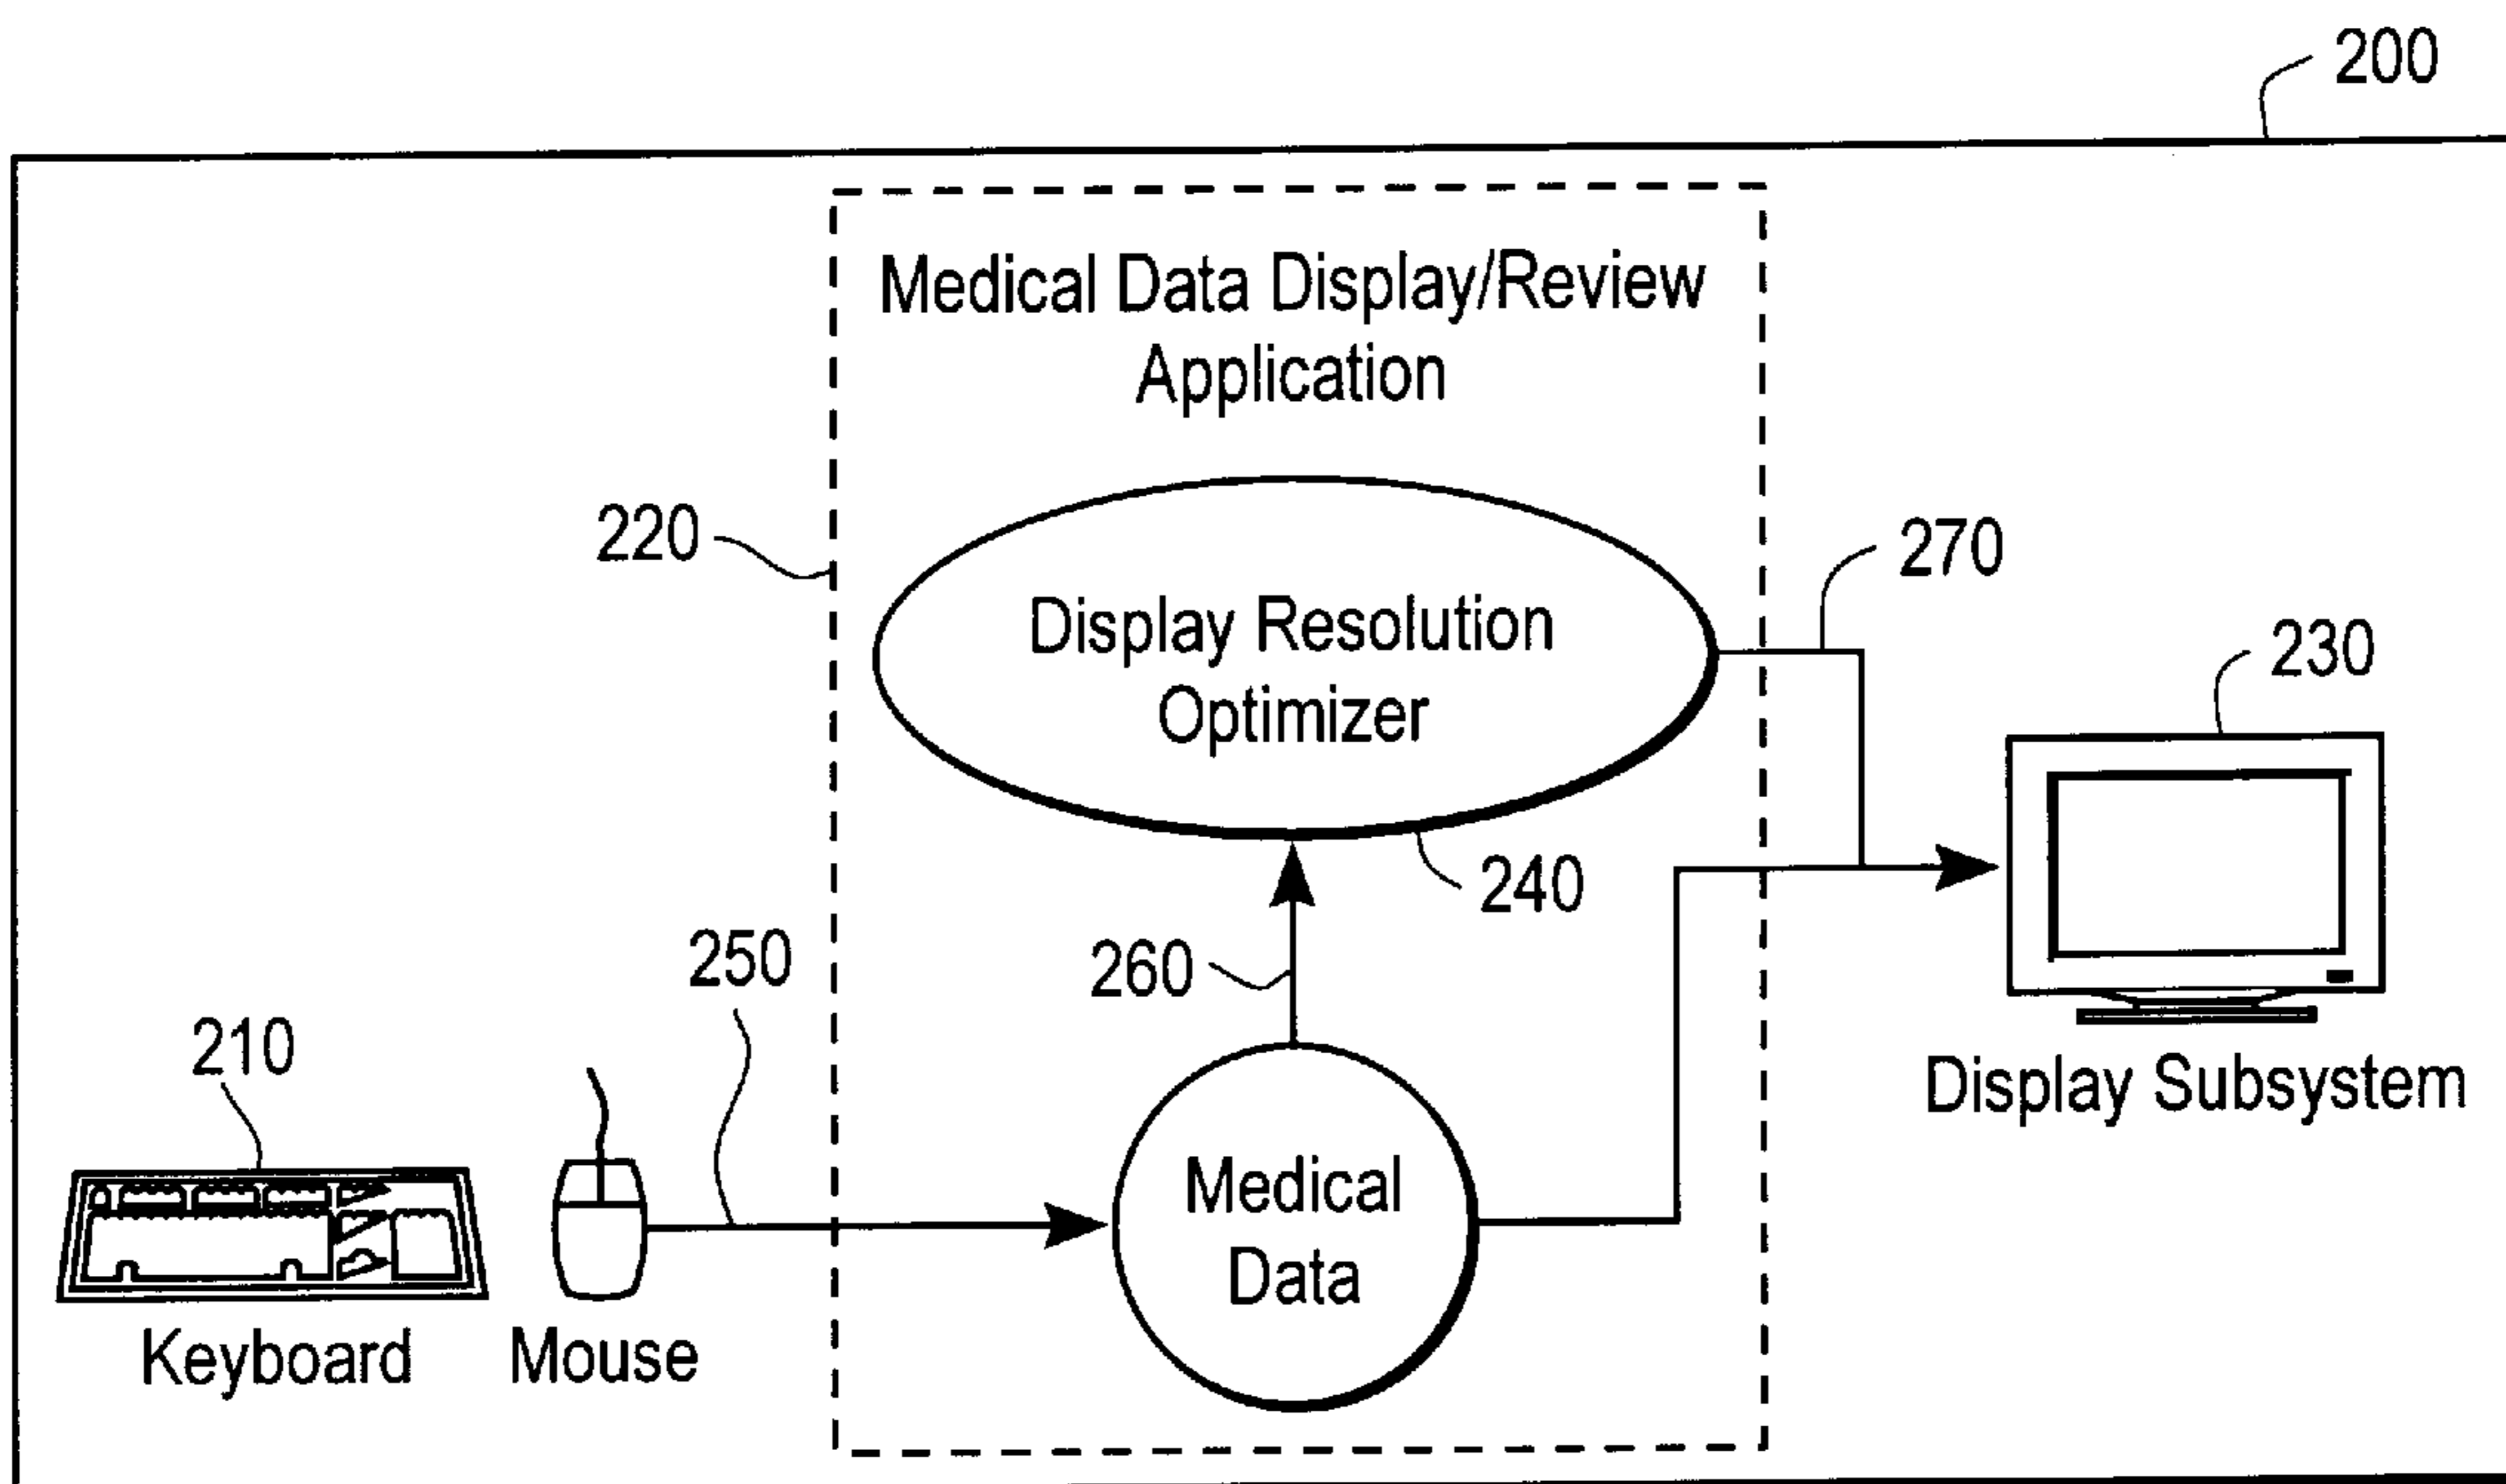 200
Medical Data Display/Review
Application
220
270
Display Resolution
Optimizer
230
240
250
260
210
Display Subsystem
Medical
Data
Keyboard
Mouse